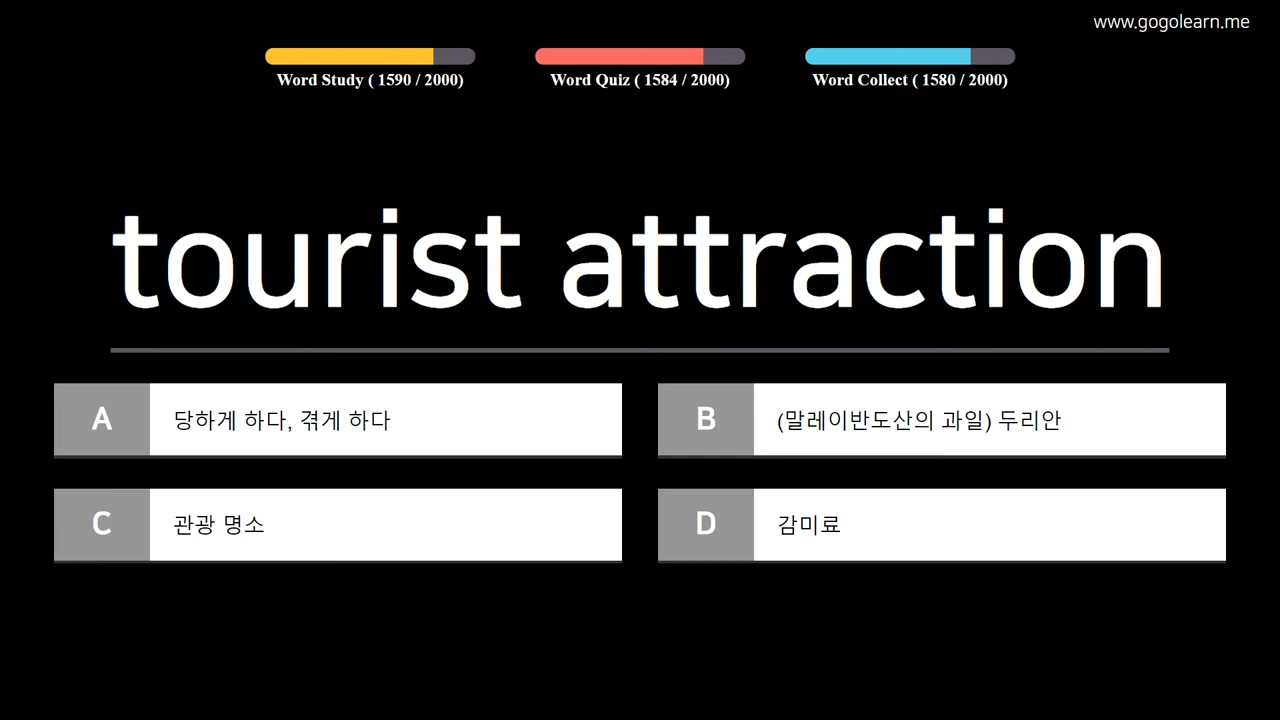 www.gogolearn.me
Word Study ( 1590 / 2000)
Word Quiz ( 1584 / 2000)
Word Collect ( 1580 / 2000)
tourist attraction
A 당하게 하다, 겪게 하다
B (말레이반도산의 과일) 두리안
C 관광 명소
D 감미료